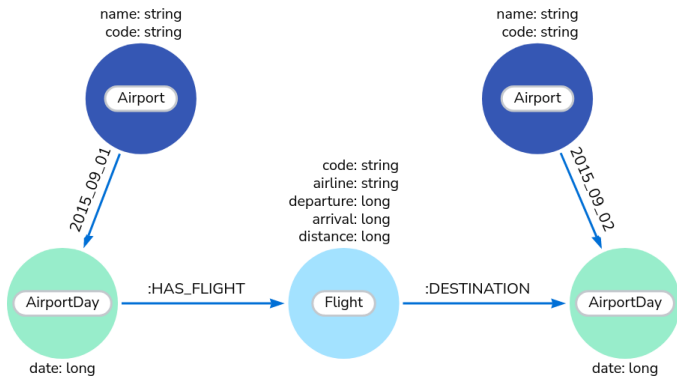 name: string
code: string
name: string
code: string
Airport
Airport
2015_09_01
2015_09_02
code: string
airline: string
departure: long
arrival: long
distance: long
:HAS_FLIGHT
:DESTINATION
AirportDay
Flight
AirportDay
date: long
date: long